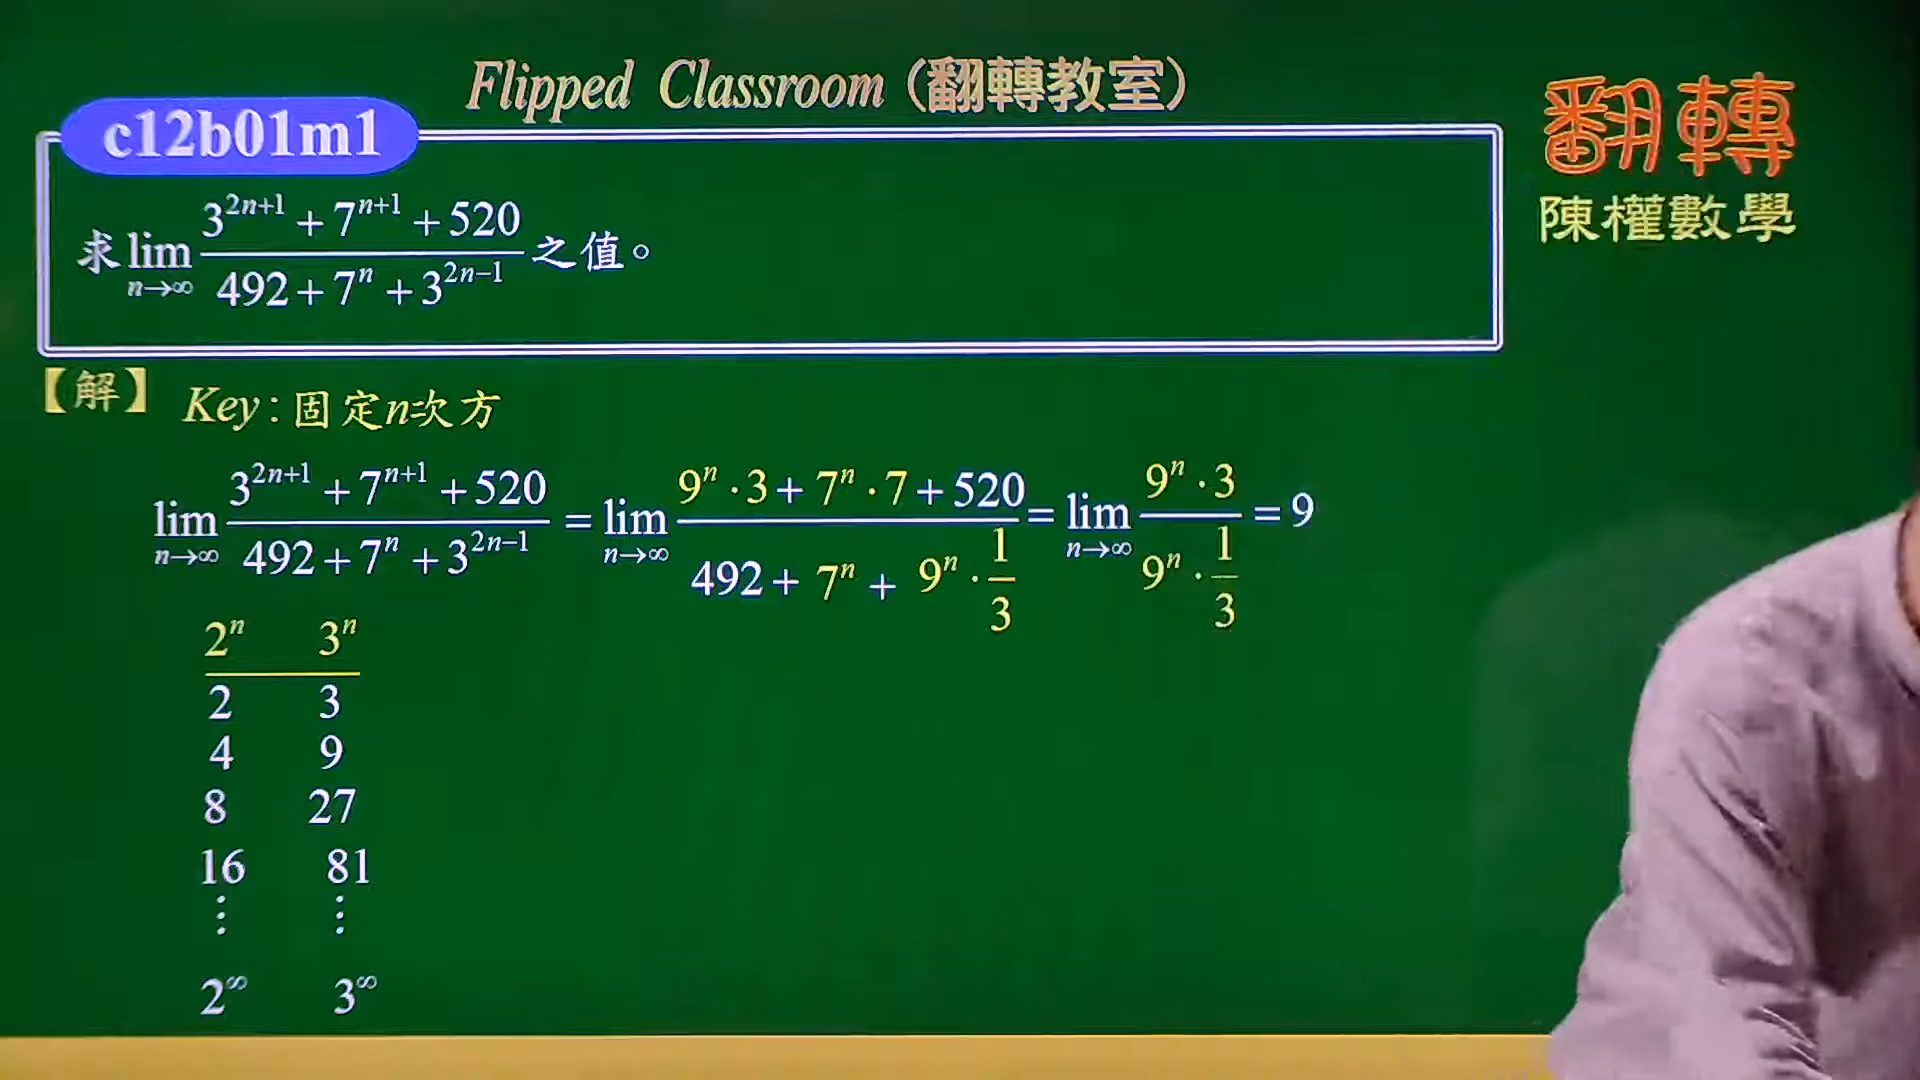 Flipped Classroom (翻轉教室)
翻轉
陳權數學
c12b01m1
求 lim_{n→∞} (3^{2n+1} + 7^{n+1} + 520) / (492 + 7^n + 3^{2n−1}) 之值。
【解】 Key : 固定n次方
lim_{n→∞} (3^{2n+1} + 7^{n+1} + 520) / (492 + 7^n + 3^{2n−1}) = lim_{n→∞} (9^n · 3 + 7^n · 7 + 520) / (492 + 7^n + 9^n · 1/3) = lim_{n→∞} (9^n · 3) / (9^n · 1/3) = 9
2^n 3^n
2 3
4 9
8 27
16 81
⋮ ⋮
2^∞ 3^∞